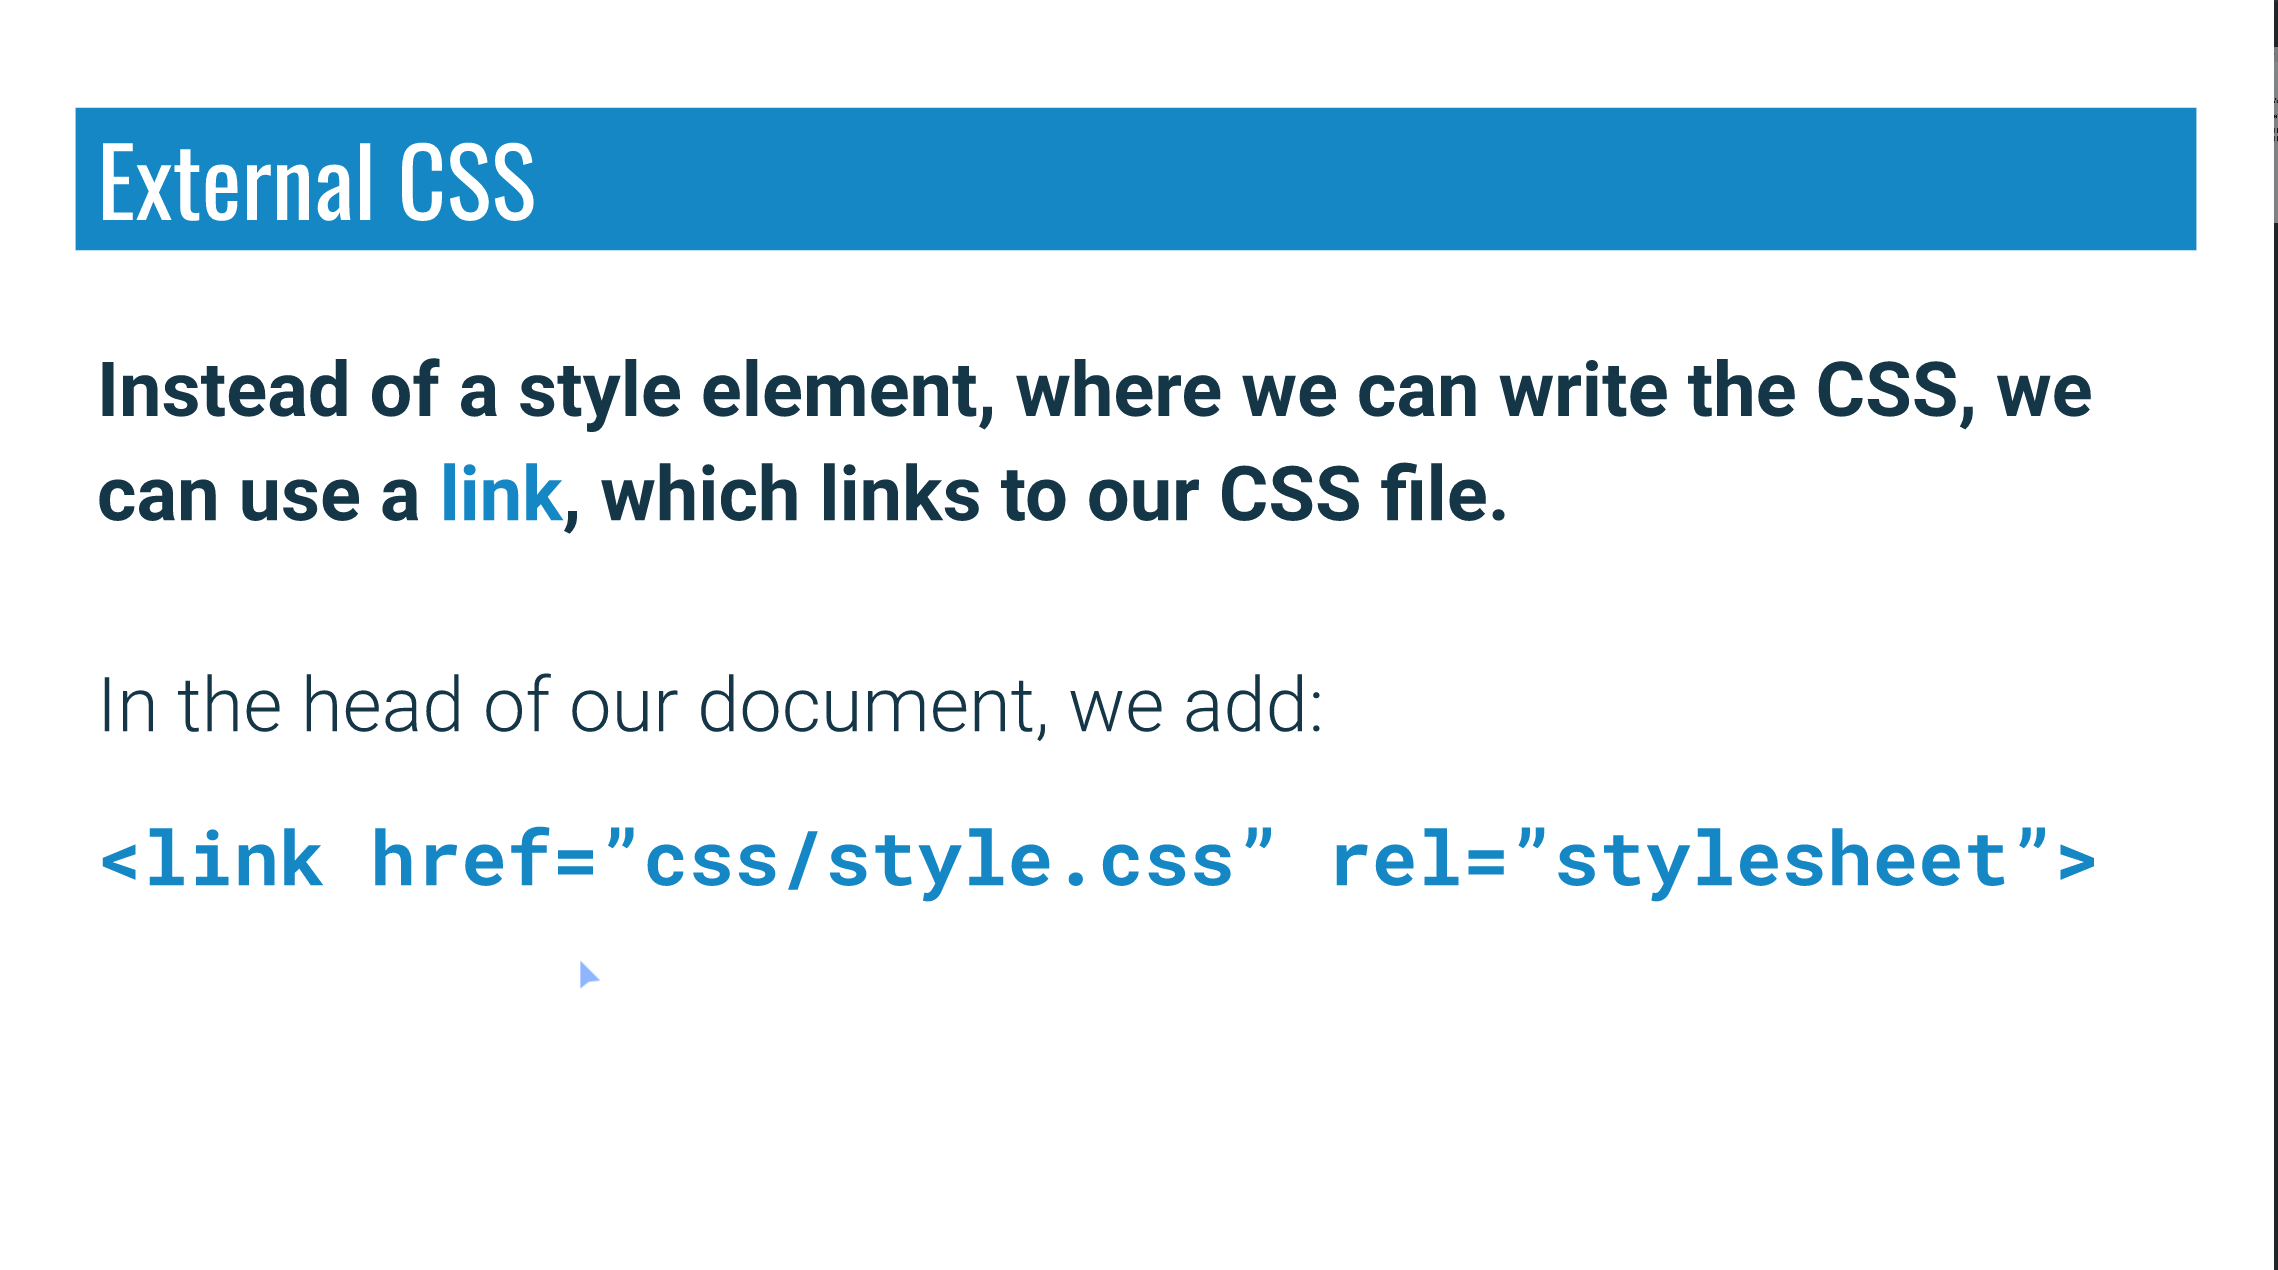 External CSS
Instead of a style element, where we can write the CSS, we
can use a link, which links to our CSS file.
In the head of our document, we add:
<link href=”css/style.css” rel=”stylesheet”>